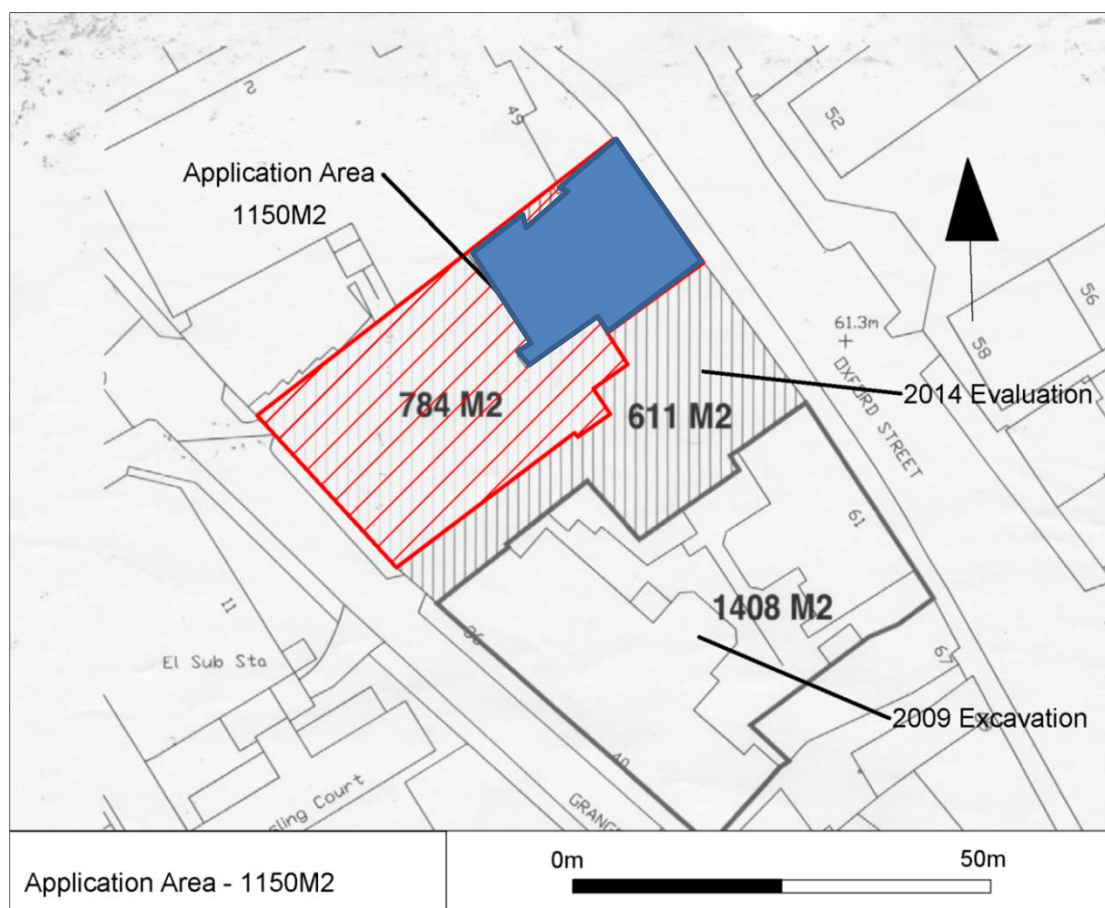 2
49
52
Application Area
1150M2
56
58
61.3m
OXFORD STREET
784 M2
611 M2
2014 Evaluation
61
11
1408 M2
36
El Sub Sta
67
2009 Excavation
40
GRANGE
Court
0m
50m
Application Area - 1150M2